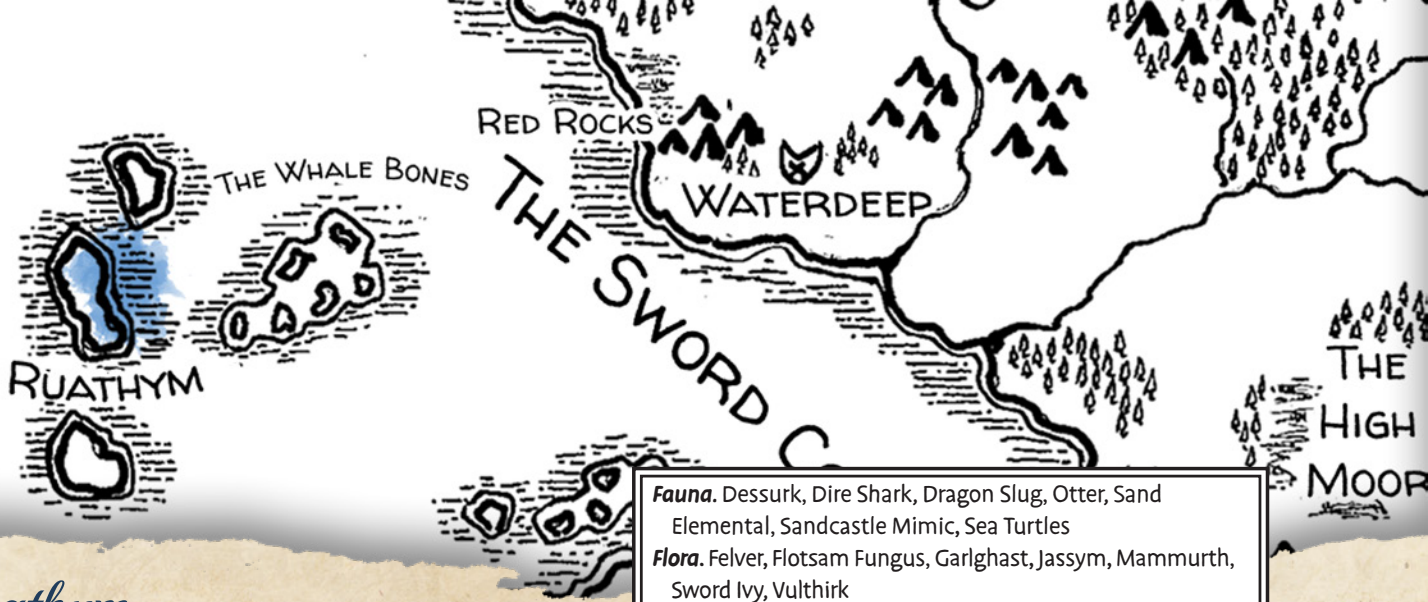 RED ROCKS
THE WHALE BONES
WATERDEEP
THE SWORD
RUATHYM
THE
HIGH
MOOR
Fauna. Dessurk, Dire Shark, Dragon Slug, Otter, Sand
Elemental, Sandcastle Mimic, Sea Turtles
Flora. Felver, Flotsam Fungus, Garlghast, Jassym, Mammurth,
Sword Ivy, Vulthirk